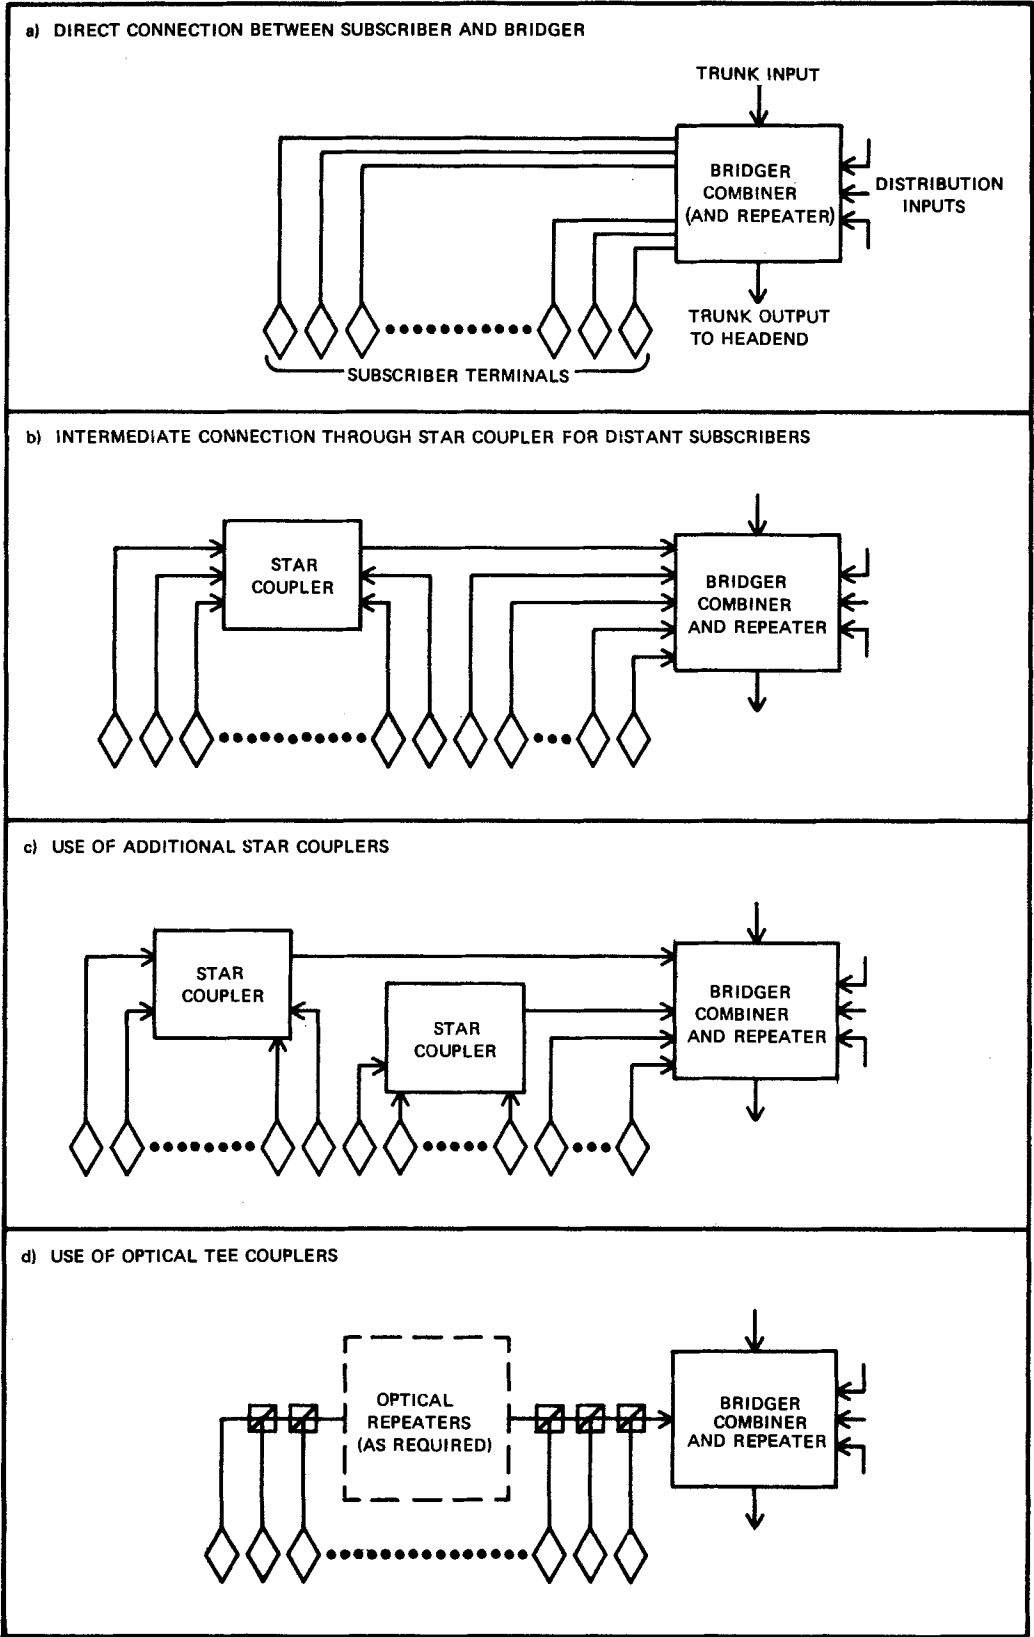 a) DIRECT CONNECTION BETWEEN SUBSCRIBER AND BRIDGER
TRUNK INPUT
BRIDGER
COMBINER
(AND REPEATER)
DISTRIBUTION
INPUTS
TRUNK OUTPUT
TO HEADEND
SUBSCRIBER TERMINALS
b) INTERMEDIATE CONNECTION THROUGH STAR COUPLER FOR DISTANT SUBSCRIBERS
STAR
COUPLER
BRIDGER
COMBINER
AND REPEATER
c) USE OF ADDITIONAL STAR COUPLERS
STAR
COUPLER
STAR
COUPLER
BRIDGER
COMBINER
AND REPEATER
d) USE OF OPTICAL TEE COUPLERS
OPTICAL
REPEATERS
(AS REQUIRED)
BRIDGER
COMBINER
AND REPEATER